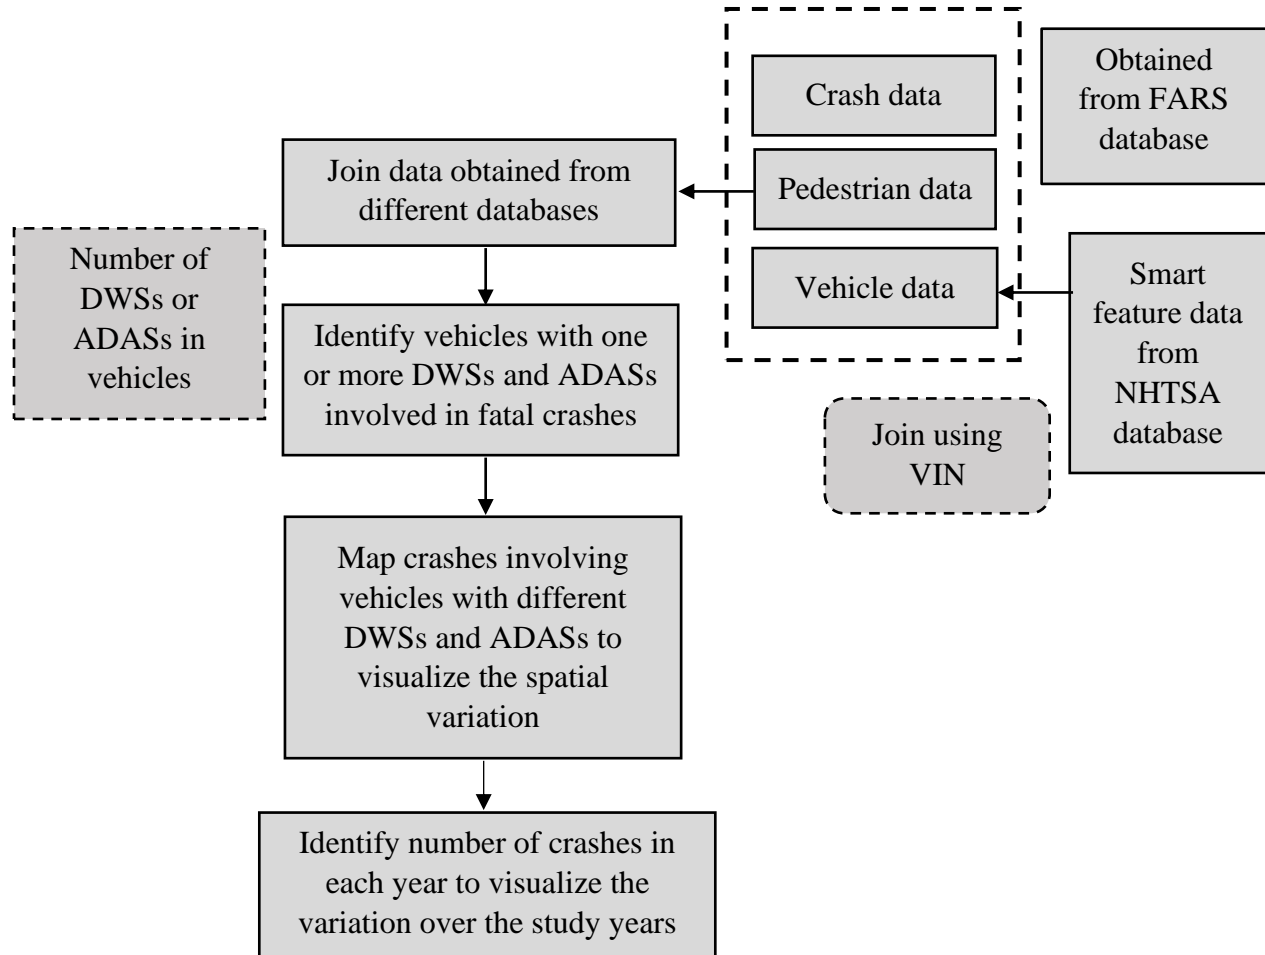 Crash data
Pedestrian data
Vehicle data
Obtained
from FARS
database
Smart
feature data
from
NHTSA
database
Join using
VIN
Join data obtained from
different databases
Number of
DWSs or
ADASs in
vehicles
Identify vehicles with one
or more DWSs and ADASs
involved in fatal crashes
Map crashes involving
vehicles with different
DWSs and ADASs to
visualize the spatial
variation
Identify number of crashes in
each year to visualize the
variation over the study years